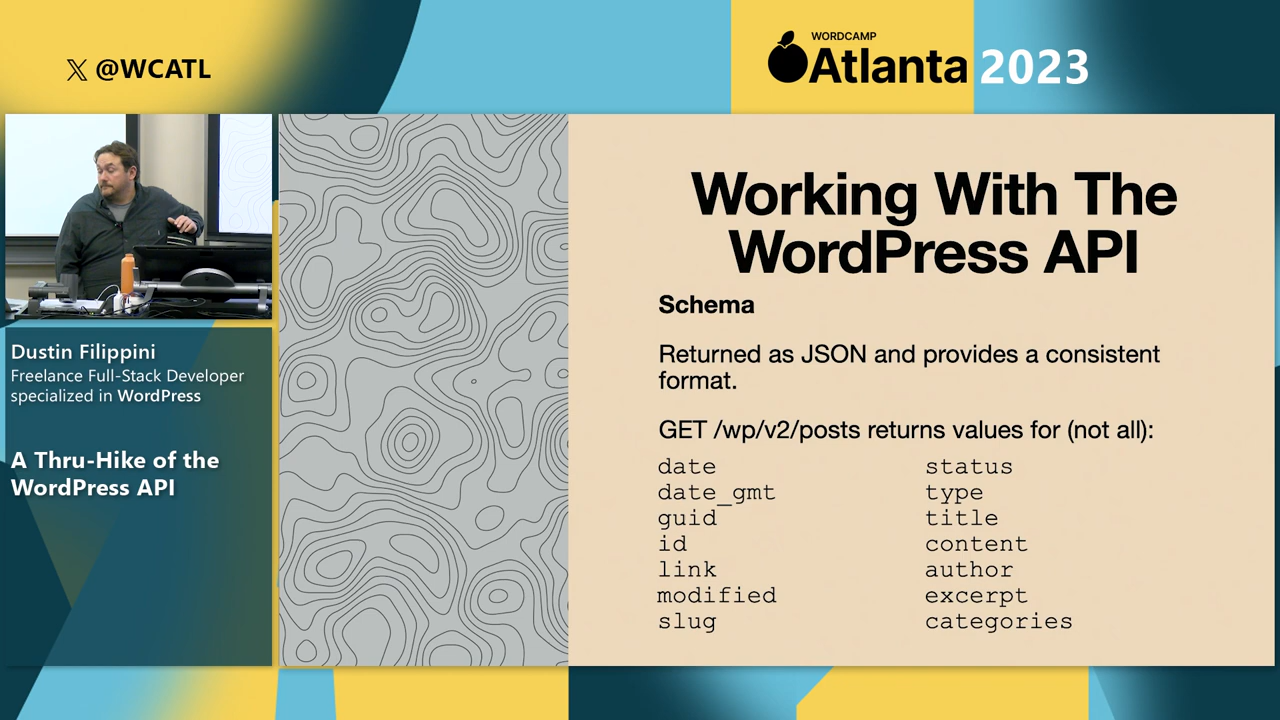 𝕏 @WCATL
WORDCAMP
Atlanta 2023
Dustin Filippini
Freelance Full-Stack Developer
specialized in WordPress
A Thru-Hike of the
WordPress API
Working With The
WordPress API
Schema
Returned as JSON and provides a consistent
format.
GET /wp/v2/posts returns values for (not all):
date
date_gmt
guid
id
link
modified
slug
status
type
title
content
author
excerpt
categories